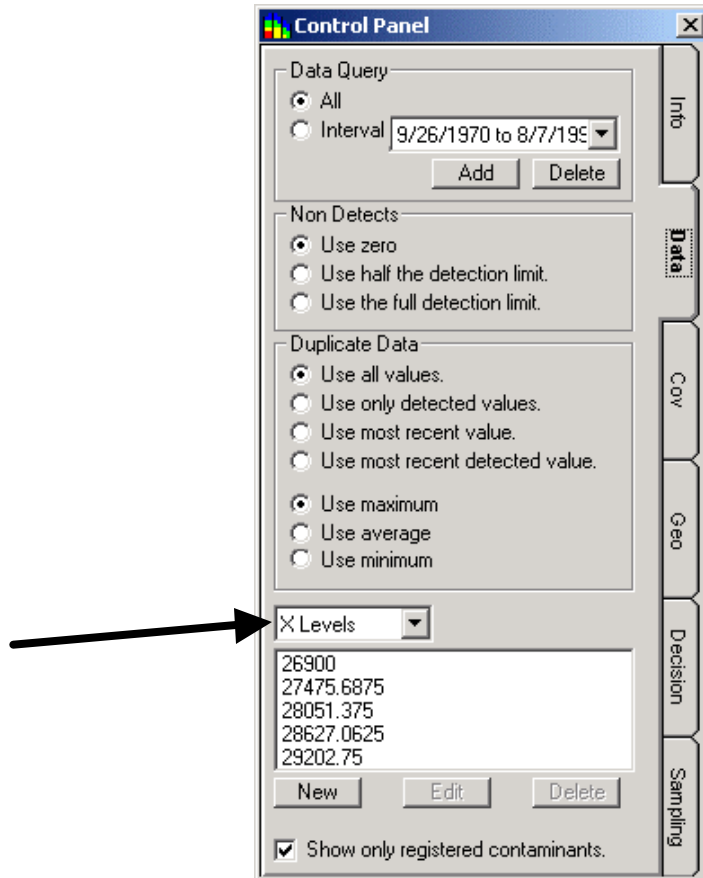 Control Panel
Data Query
All
Interval 9/26/1970 to 8/7/199
Add Delete
Non Detects
Use zero
Use half the detection limit.
Use the full detection limit.
Duplicate Data
Use all values.
Use only detected values.
Use most recent value.
Use most recent detected value.
Use maximum
Use average
Use minimum
X Levels
26900
27475.6875
28051.375
28627.0625
29202.75
New Edit Delete
Show only registered contaminants.
Info
Data
Cov
Geo
Decision
Sampling